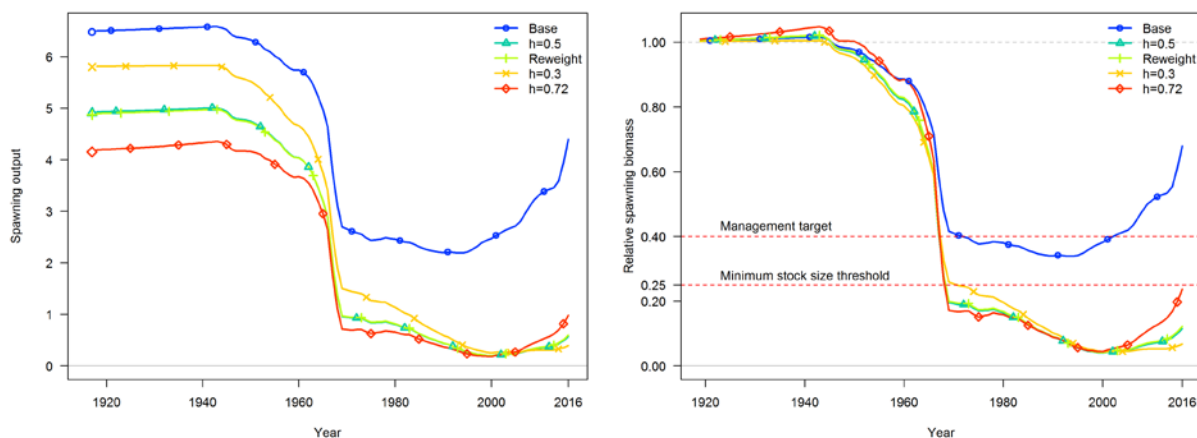 Spawning output
6
5
4
3
2
1
0
Base
h=0.5
Reweight
h=0.3
h=0.72
1920 1940 1960 1980 2000 2016
Year
Relative spawning biomass
1.00
0.80
0.60
0.40
0.25
0.20
0.00
Base
h=0.5
Reweight
h=0.3
h=0.72
Management target
Minimum stock size threshold
1920 1940 1960 1980 2000 2016
Year